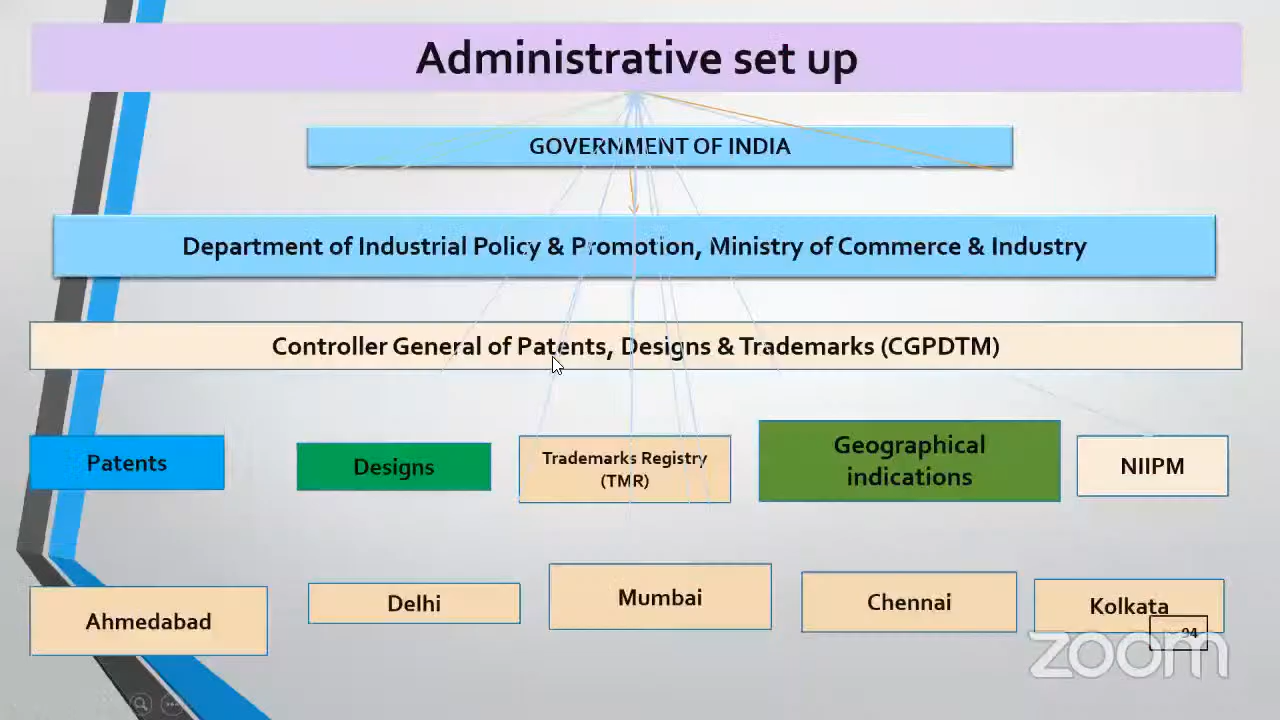 Administrative set up
GOVERNMENT OF INDIA
Department of Industrial Policy & Promotion, Ministry of Commerce & Industry
Controller General of Patents, Designs & Trademarks (CGPDTM)
Patents
Designs
Trademarks Registry
(TMR)
Geographical
indications
NIIPM
Ahmedabad
Delhi
Mumbai
Chennai
Kolkata
94
zoom